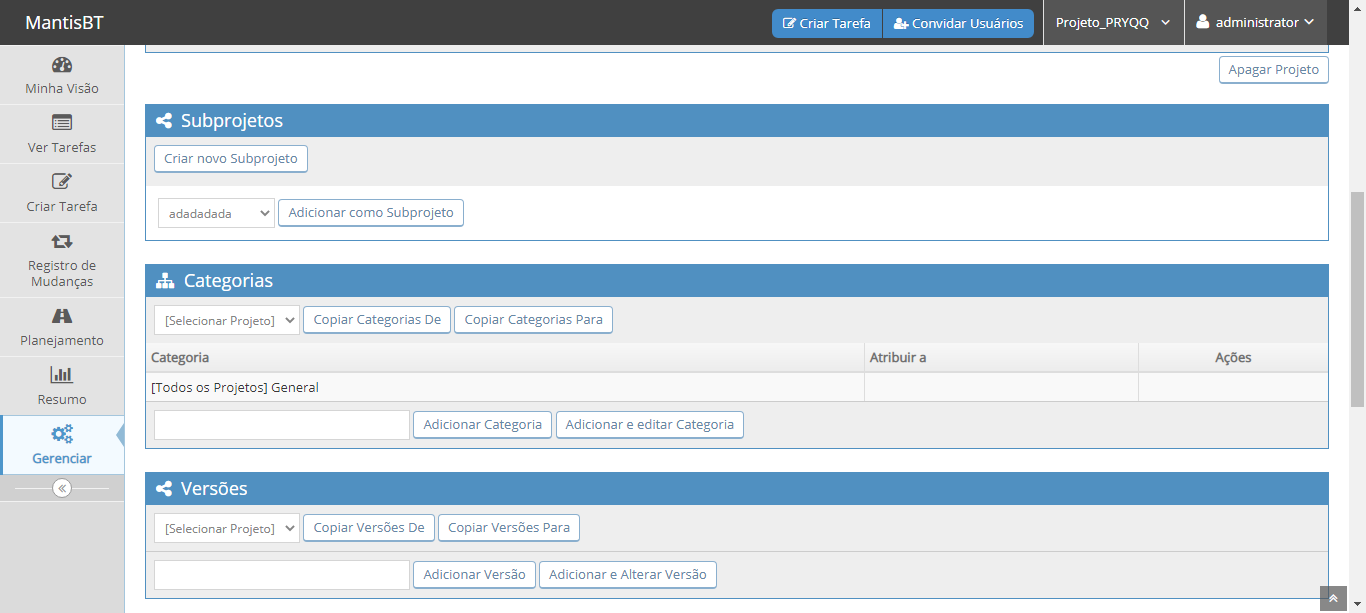 MantisBT
Criar Tarefa Convidar Usuários Projeto_PRYQQ administrator
Minha Visão
Ver Tarefas
Criar Tarefa
Registro de
Mudanças
Planejamento
Resumo
Gerenciar
Apagar Projeto
Subprojetos
Criar novo Subprojeto
adadadada Adicionar como Subprojeto
Categorias
[Selecionar Projeto] Copiar Categorias De Copiar Categorias Para
Categoria Atribuir a Ações
[Todos os Projetos] General
Adicionar Categoria Adicionar e editar Categoria
Versões
[Selecionar Projeto] Copiar Versões De Copiar Versões Para
Adicionar Versão Adicionar e Alterar Versão